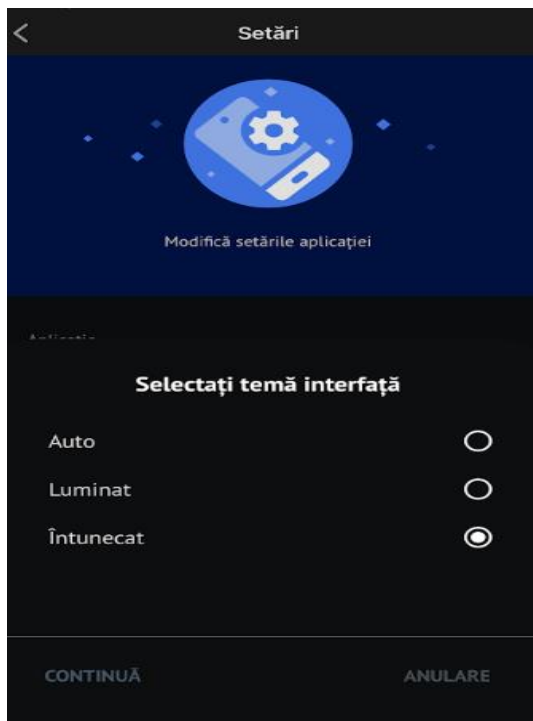 Setări
Modifică setările aplicației
Selectați temă interfață
Auto
Luminat
Întunecat
CONTINUĂ
ANULARE